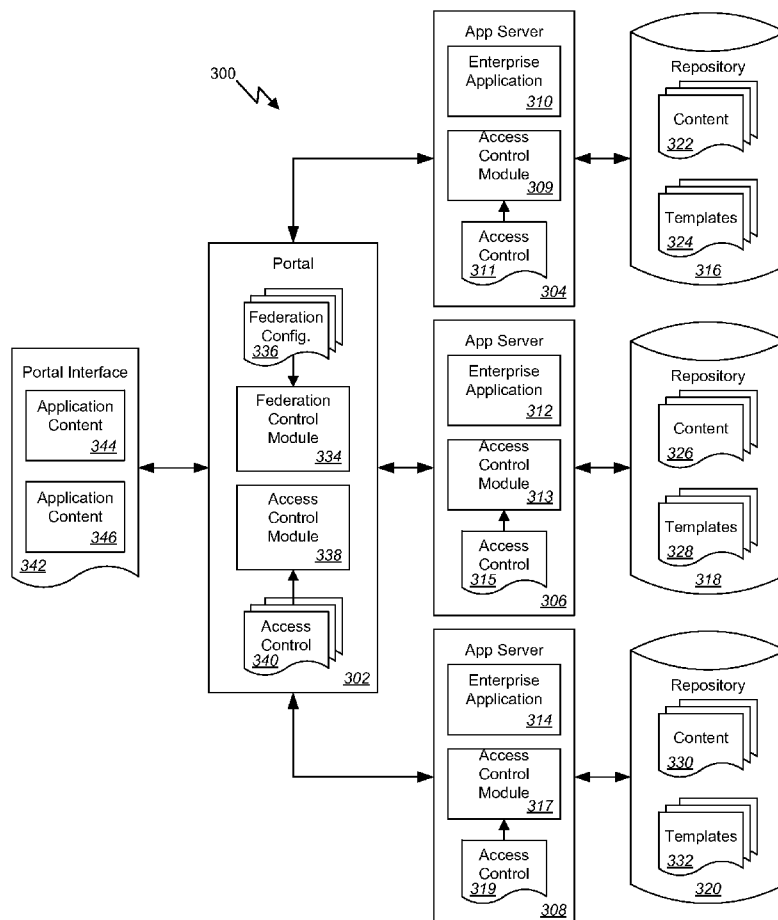 300
Portal Interface
Application
Content
344
Application
Content
346
342
Portal
Federation
Config.
336
Federation
Control
Module
334
Access
Control
Module
338
Access
Control
340
302
App Server
Enterprise
Application
310
Access
Control
Module
309
Access
Control
311
304
Repository
Content
322
Templates
324
316
App Server
Enterprise
Application
312
Access
Control
Module
313
Access
Control
315
306
Repository
Content
326
Templates
328
318
App Server
Enterprise
Application
314
Access
Control
Module
317
Access
Control
319
308
Repository
Content
330
Templates
332
320